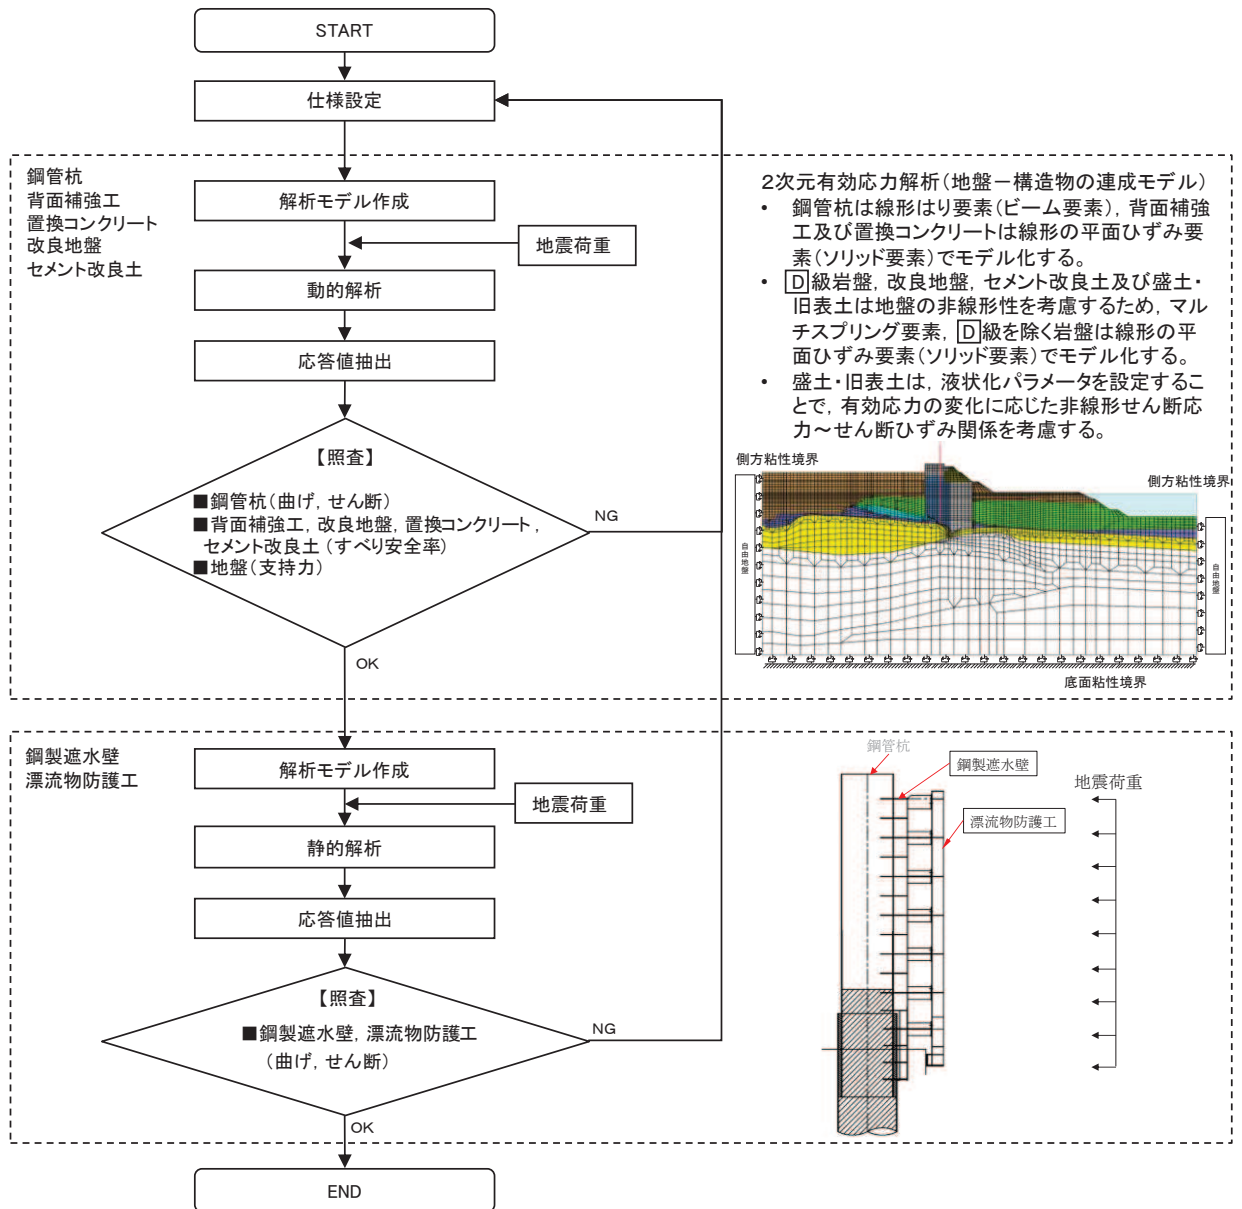 START
仕様設定
鋼管杭
背面補強工
置換コンクリート
改良地盤
セメント改良土
解析モデル作成
地震荷重
動的解析
応答値抽出
【照査】
■鋼管杭(曲げ, せん断)
■背面補強工, 改良地盤, 置換コンクリート,
セメント改良土 (すべり安全率)
■地盤(支持力)
NG
OK
2次元有効応力解析(地盤-構造物の連成モデル)
• 鋼管杭は線形はり要素(ビーム要素), 背面補強
工及び置換コンクリートは線形の平面ひずみ要
素(ソリッド要素)でモデル化する。
• D級岩盤, 改良地盤, セメント改良土及び盛土・
旧表土は地盤の非線形性を考慮するため, マル
チスプリング要素, D級を除く岩盤は線形の平
面ひずみ要素(ソリッド要素)でモデル化する。
• 盛土・旧表土は, 液状化パラメータを設定するこ
とで, 有効応力の変化に応じた非線形せん断応
力~せん断ひずみ関係を考慮する。
側方粘性境界
側方粘性境界
自由地盤
自由地盤
底面粘性境界
鋼製遮水壁
漂流物防護工
解析モデル作成
地震荷重
静的解析
応答値抽出
【照査】
■鋼製遮水壁, 漂流物防護工
(曲げ, せん断)
NG
OK
鋼管杭
鋼製遮水壁
漂流物防護工
地震荷重
END